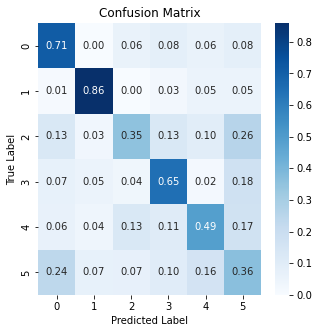 Confusion Matrix
0 0.71 0.00 0.06 0.08 0.06 0.08
1 0.01 0.86 0.00 0.03 0.05 0.05
2 0.13 0.03 0.35 0.13 0.10 0.26
3 0.07 0.05 0.04 0.65 0.02 0.18
4 0.06 0.04 0.13 0.11 0.49 0.17
5 0.24 0.07 0.07 0.10 0.16 0.36
0 1 2 3 4 5
Predicted Label
True Label
0.8
0.7
0.6
0.5
0.4
0.3
0.2
0.1
0.0